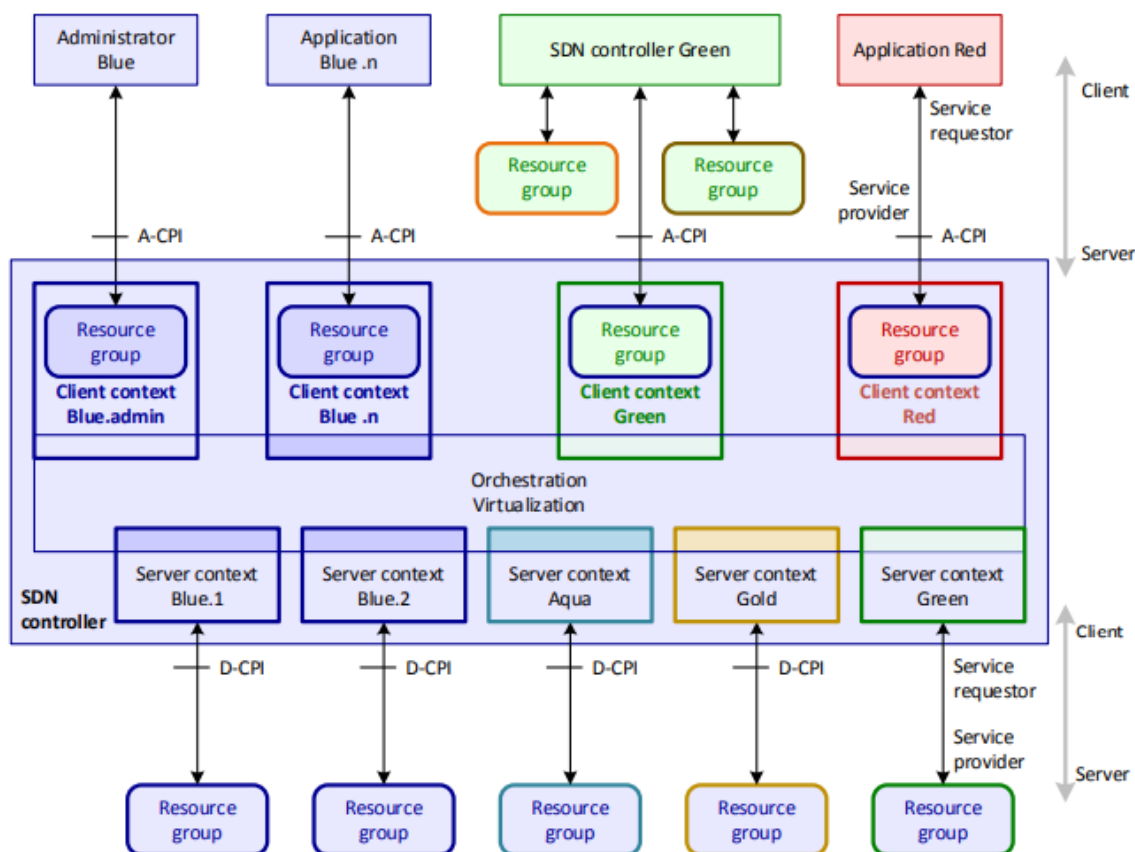 Administrator
Blue
Application
Blue .n
SDN controller Green
Application Red
Client
Service
requestor
Resource
group
Resource
group
Service
provider
A-CPI
A-CPI
A-CPI
A-CPI
Server
Resource
group
Client context
Blue.admin
Resource
group
Client context
Blue .n
Resource
group
Client context
Green
Resource
group
Client context
Red
Orchestration
Virtualization
SDN
controller
Server context
Blue.1
Server context
Blue.2
Server context
Aqua
Server context
Gold
Server context
Green
Client
D-CPI
D-CPI
D-CPI
D-CPI
Service
requestor
Service
provider
Server
Resource
group
Resource
group
Resource
group
Resource
group
Resource
group